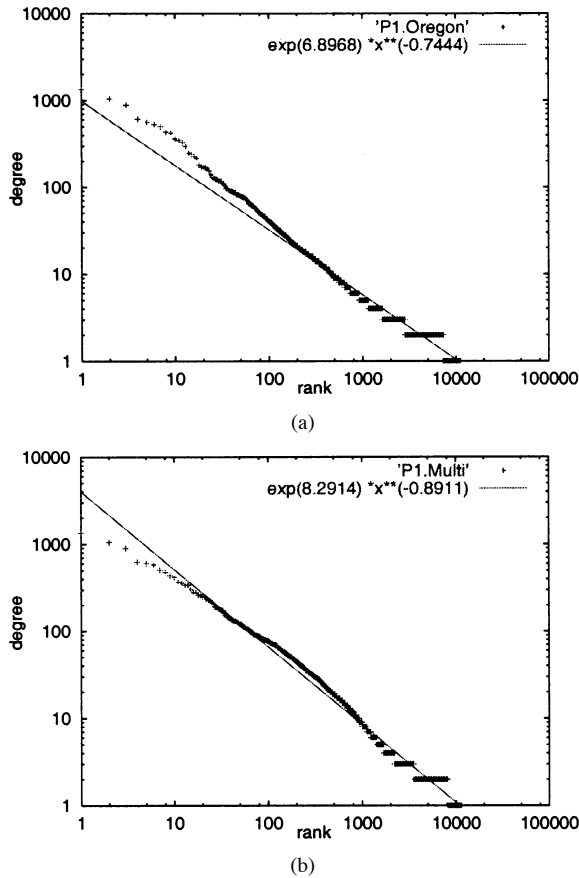 10000
'P1.Oregon' +
exp(6.8968) *x**(-0.7444)
1000
degree
100
10
1
1 10 100 1000 10000 100000
rank
(a)
10000
'P1.Multi' +
exp(8.2914) *x**(-0.8911)
1000
degree
100
10
1
1 10 100 1000 10000 100000
rank
(b)